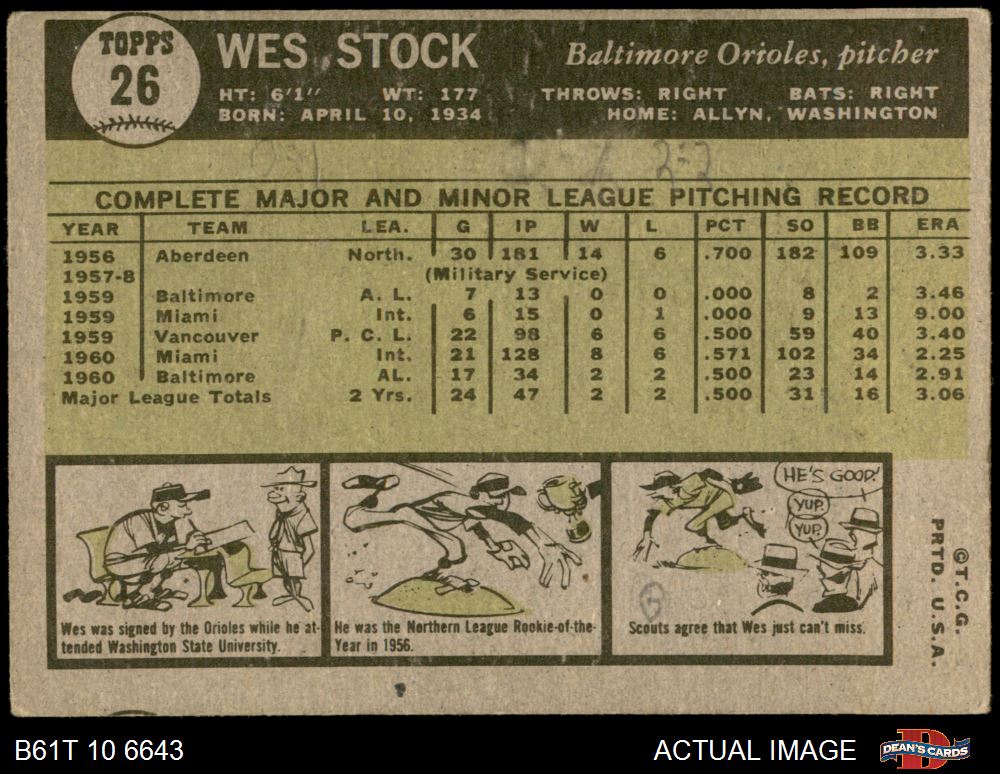 TOPPS
26
WES STOCK
Baltimore Orioles, pitcher
HT: 6'1" WT: 177 THROWS: RIGHT BATS: RIGHT
BORN: APRIL 10, 1934 HOME: ALLYN, WASHINGTON
COMPLETE MAJOR AND MINOR LEAGUE PITCHING RECORD
YEAR TEAM LEA. G IP W L PCT SO BB ERA
1956 Aberdeen North. 30 181 14 6 .700 182 109 3.33
1957-8 (Military Service)
1959 Baltimore A. L. 7 13 0 0 .000 8 2 3.46
1959 Miami Int. 6 15 0 1 .000 9 13 9.00
1959 Vancouver P. C. L. 22 98 6 6 .500 59 40 3.40
1960 Miami Int. 21 128 8 6 .571 102 34 2.25
1960 Baltimore AL. 17 34 2 2 .500 23 14 2.91
Major League Totals 2 Yrs. 24 47 2 2 .500 31 16 3.06
Wes was signed by the Orioles while he at-
tended Washington State University.
He was the Northern League Rookie-of-the-
Year in 1956.
HE'S GOOD!
YUP.
YUP.
Scouts agree that Wes just can't miss.
©T.C.G.
PRTD. U.S.A.
B61T 10 6643
ACTUAL IMAGE
DEAN'S CARDS